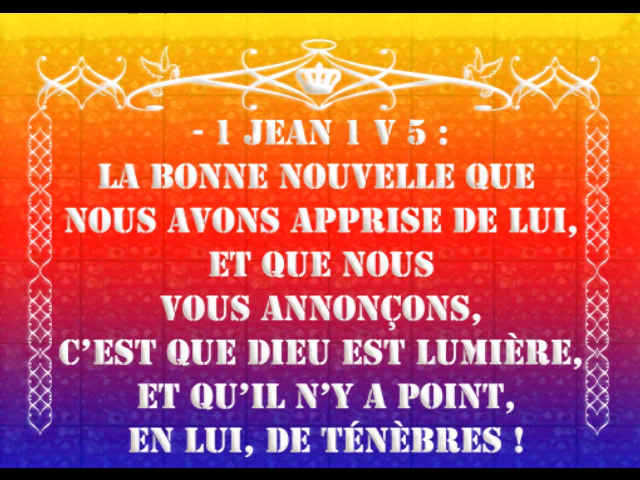 - 1 JEAN 1 V 5 :
LA BONNE NOUVELLE QUE
NOUS AVONS APPRISE DE LUI,
ET QUE NOUS
VOUS ANNONÇONS,
C’EST QUE DIEU EST LUMIÈRE,
ET QU’IL N’Y A POINT,
EN LUI, DE TÉNÈBRES !